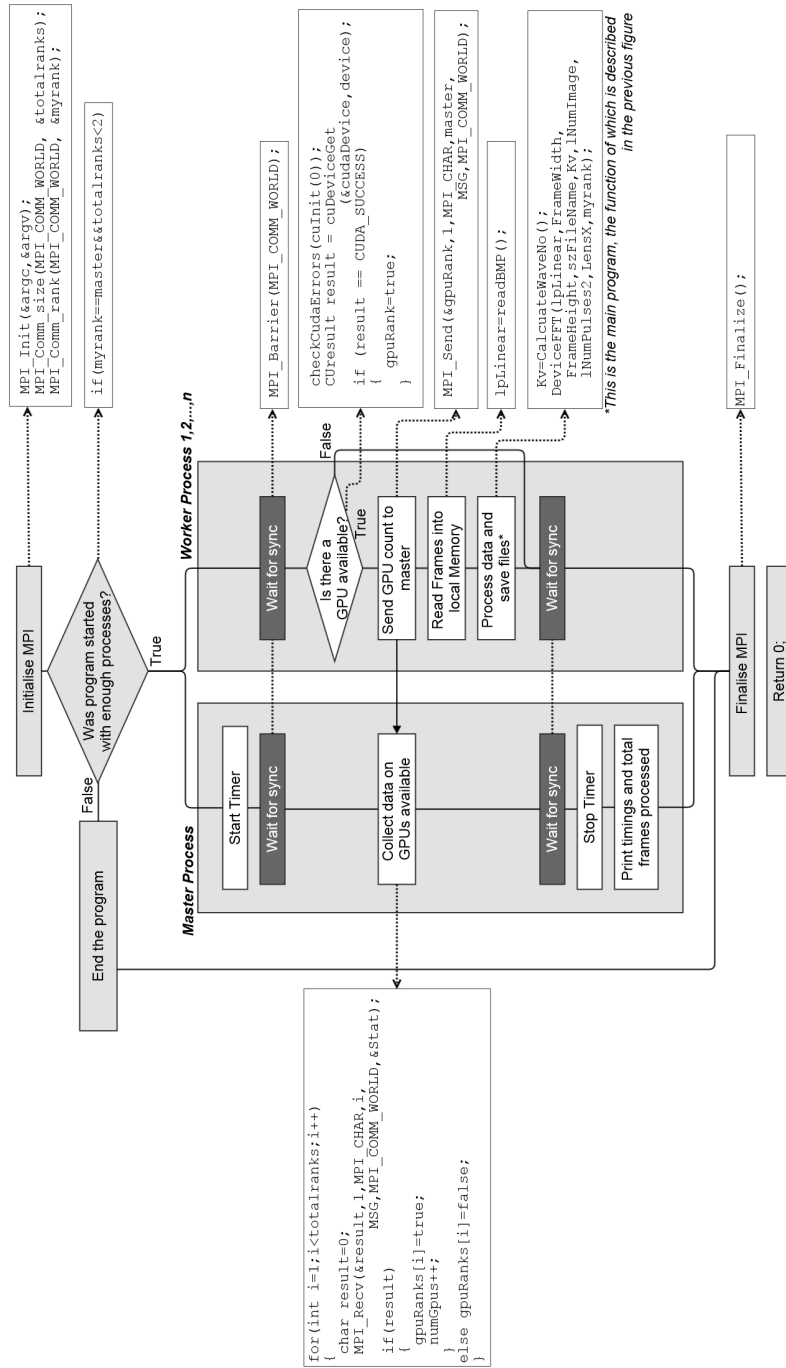 Initialise MPI
MPI_Init(&argc,&argv);
MPI_Comm_size(MPI_COMM_WORLD, &totalranks);
MPI_Comm_rank(MPI_COMM_WORLD, &myrank);
Was program started
with enough processes?
if(myrank==master&&totalranks<2)
False
True
End the program
Master Process
Worker Process 1,2,...,n
Start Timer
Wait for sync
Wait for sync
MPI_Barrier(MPI_COMM_WORLD);
Is there a
GPU available?
False
True
checkCudaErrors(cuInit(0));
CUresult result = cuDeviceGet
(&cudaDevice,device);
if (result == CUDA_SUCCESS)
{ gpuRank=true;
}
Collect data on
GPUs available
Send GPU count to
master
MPI_Send(&gpuRank,1,MPI_CHAR,master,
MSG,MPI_COMM_WORLD);
for(int i=1;i<totalranks;i++)
{ char result=0;
MPI_Recv(&result,1,MPI_CHAR,i,
MSG,MPI_COMM_WORLD,&Stat);
if(result)
{ gpuRanks[i]=true;
numGpus++;
}
else gpuRanks[i]=false;
}
Read Frames into
local Memory
lpLinear=readBMP();
Process data and
save files*
Kv=CalcuateWaveNo();
DeviceFFT(lpLinear,FrameWidth,
FrameHeight,szFileName,Kv,lNumImage,
lNumPulses2,LensX,myrank);
*This is the main program, the function of which is described
in the previous figure
Wait for sync
Wait for sync
Stop Timer
Print timings and total
frames processed
Finalise MPI
MPI_Finalize();
Return 0;